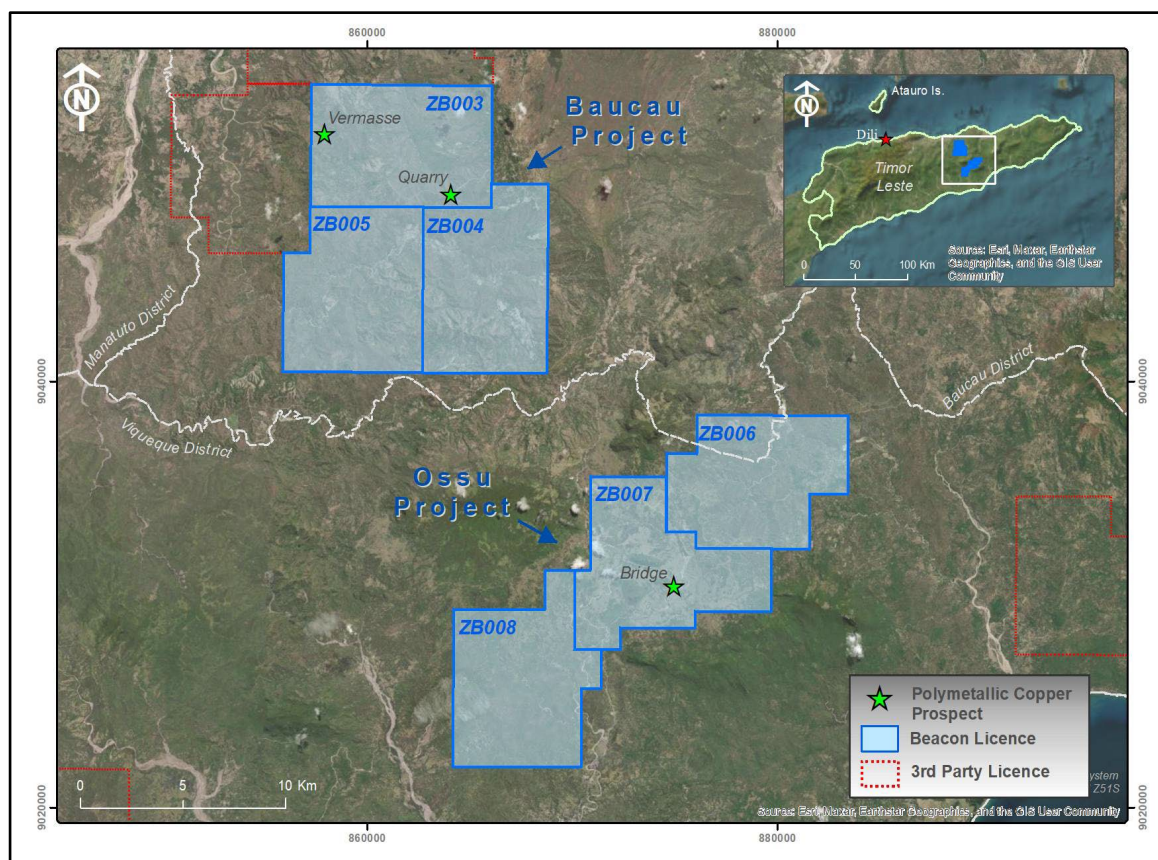 860000
880000
N
ZB003
Vermasse
Baucau
Project
Quarry
ZB005
ZB004
Atauro Is.
Dili
Timor
Leste
Source: Esri, Maxar, Earthstar
Geographics, and the GIS User
Community
0 50 100 Km
N
Manatuto District
Viqueque District
Baucau District
9040000
9040000
ZB006
Ossu
Project
ZB007
Bridge
ZB008
Polymetallic Copper
Prospect
Beacon Licence
3rd Party Licence
ystem
Z51S
0 5 10 Km
Source: Esri, Maxar, Earthstar Geographics, and the GIS User Community
9020000
9020000
860000
880000